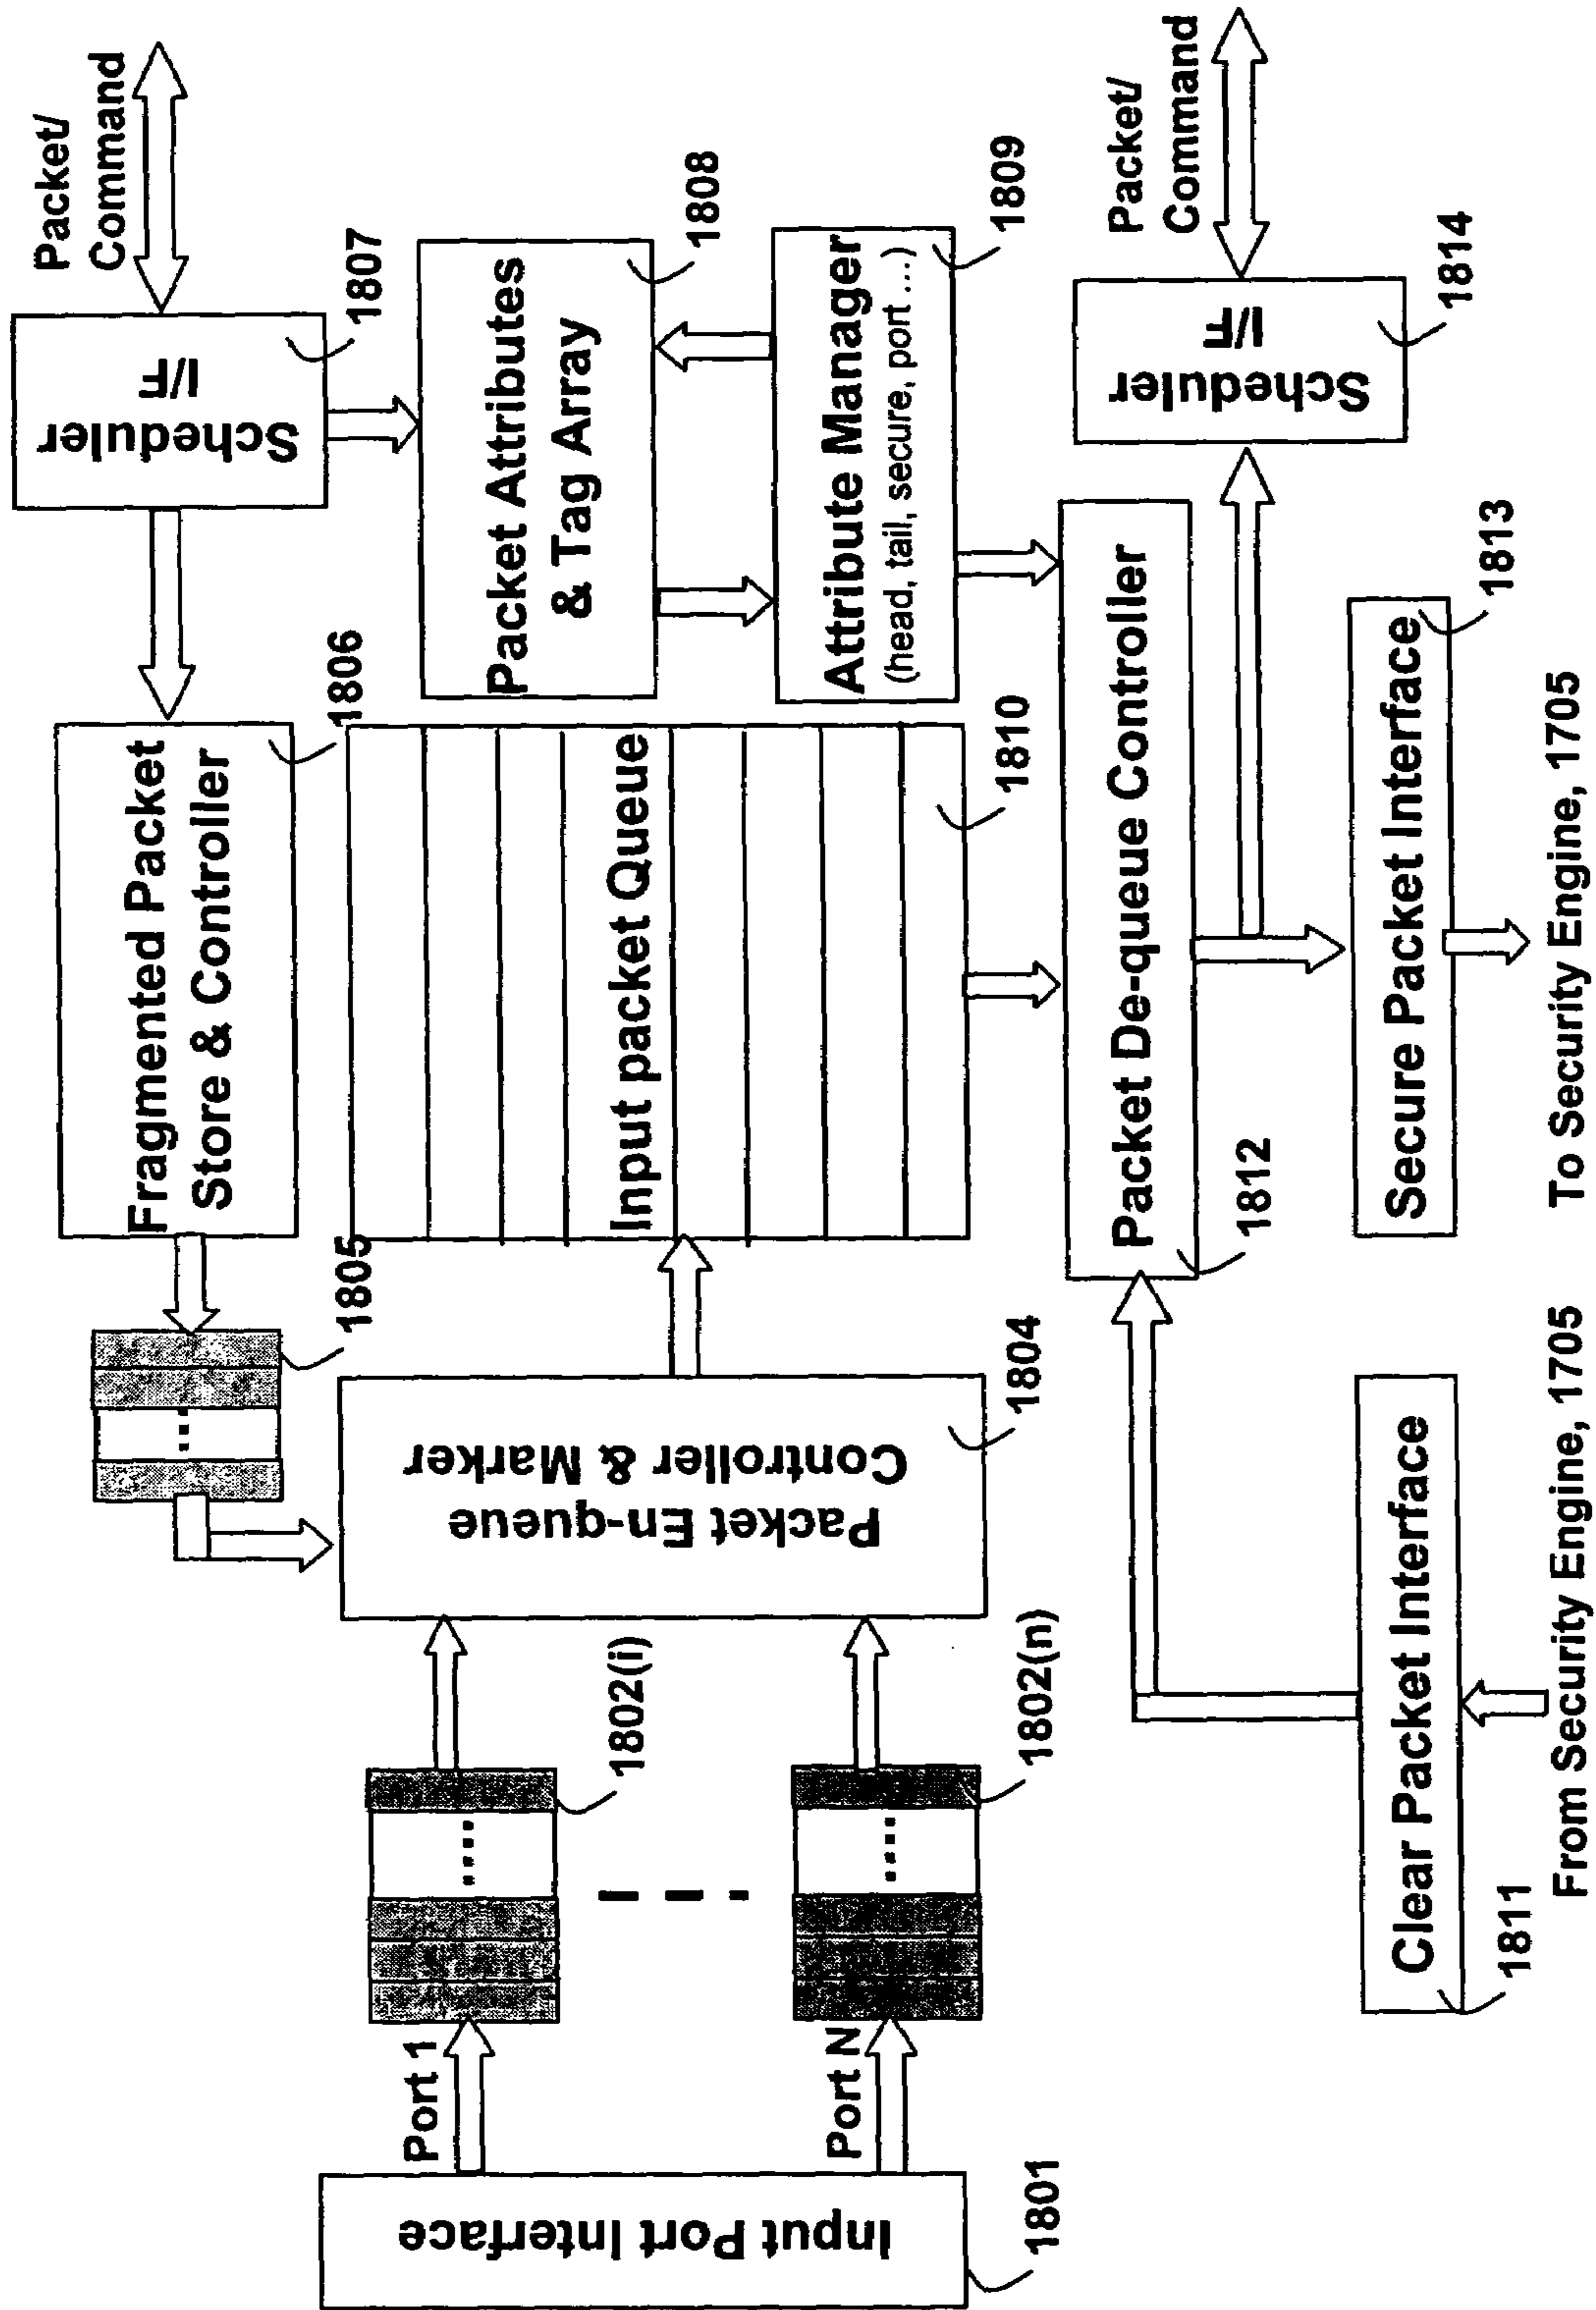 Packet/
Command
Scheduler
I/F
1807
Fragmented Packet
Store & Controller
1806
1805
Packet Attributes
& Tag Array
1808
Attribute Manager
(head, tail, secure, port ...)
1809
Input packet Queue
1810
Packet En-queue
Controller & Marker
1804
Port 1
1802(i)
Port N
1802(n)
Input Port Interface
1801
Packet De-queue Controller
1812
Packet/
Command
Scheduler
I/F
1814
Secure Packet Interface
1813
To Security Engine, 1705
Clear Packet Interface
1811
From Security Engine, 1705